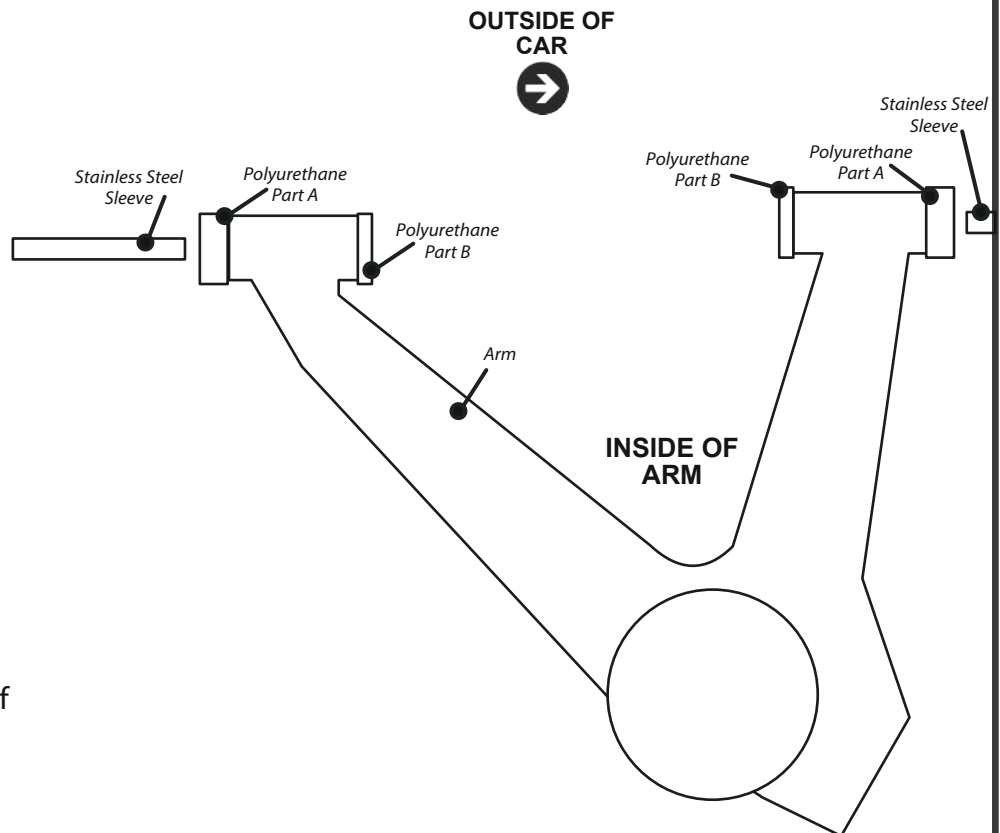 OUTSIDE OF
CAR
Stainless Steel
Sleeve
Polyurethane
Part A
Polyurethane
Part B
Polyurethane
Part B
Polyurethane
Part A
Stainless Steel
Sleeve
Arm
INSIDE OF
ARM
f